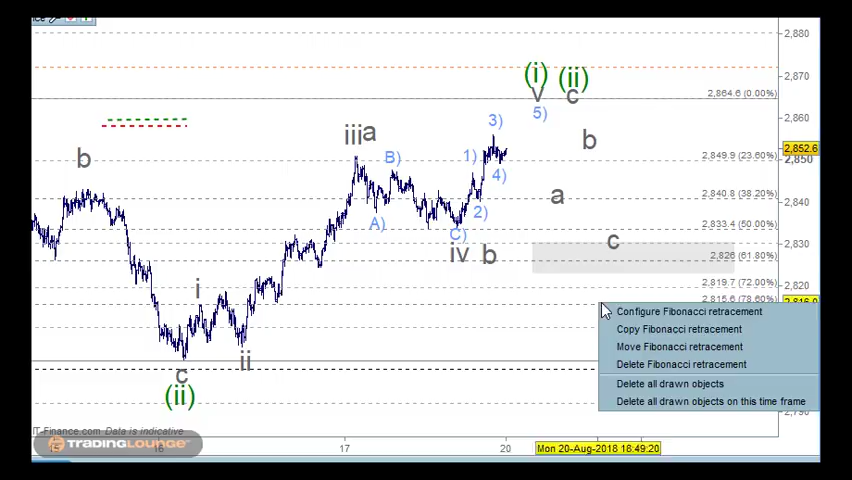 2,880
2,870
(i) (ii)
v c
2,864.6 (0.00%)
5)
2,860
3)
iii a
b
B)
1)
b
2,852.6
2,849.9 (23.60%)
2,850
4)
a
2,840.8 (38.20%)
2,840
2)
A)
2,833.4 (50.00%)
C)
c
2,830
iv b
2,826 (61.80%)
i
2,819.7 (72.00%)
2,820
2,815.6 (78.60%)
Configure Fibonacci retracement
Copy Fibonacci retracement
Move Fibonacci retracement
Delete Fibonacci retracement
Delete all drawn objects
Delete all drawn objects on this time frame
ii
c
(ii)
2,790
IT-Finance.com Data is indicative
TRADINGLOUNGE
15
16
17
20
Mon 20-Aug-2018 18:49:20